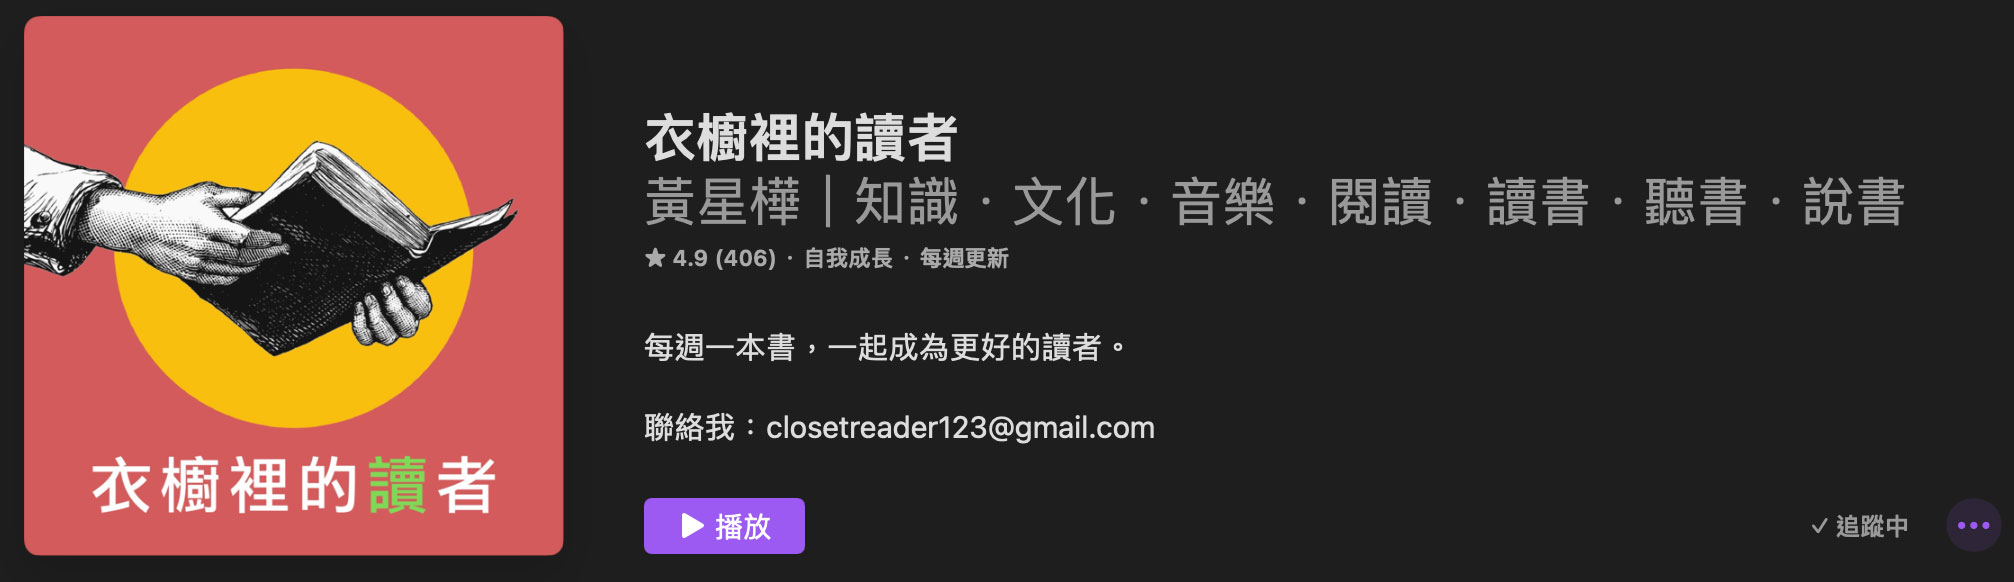 衣櫥裡的讀者
衣櫥裡的讀者
黃星樺｜知識·文化·音樂·閱讀·讀書·聽書·說書
★ 4.9 (406) · 自我成長 · 每週更新
每週一本書，一起成為更好的讀者。
聯絡我：closetreader123@gmail.com
▶ 播放
✓ 追蹤中